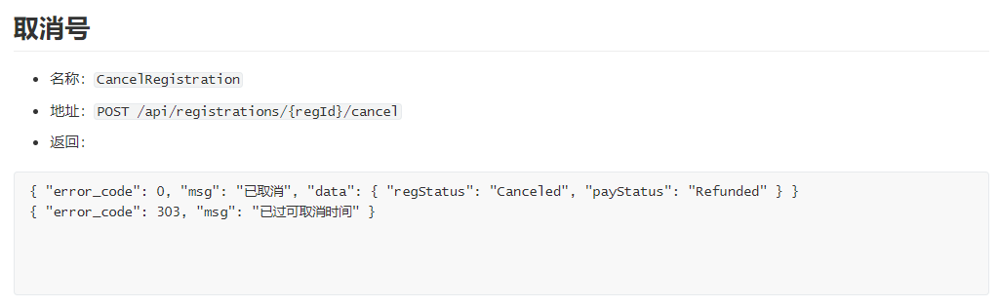 取消号
名称：CancelRegistration
地址：POST /api/registrations/{regId}/cancel
返回：
{ "error_code": 0, "msg": "已取消", "data": { "regStatus": "Canceled", "payStatus": "Refunded" } }
{ "error_code": 303, "msg": "已过可取消时间" }